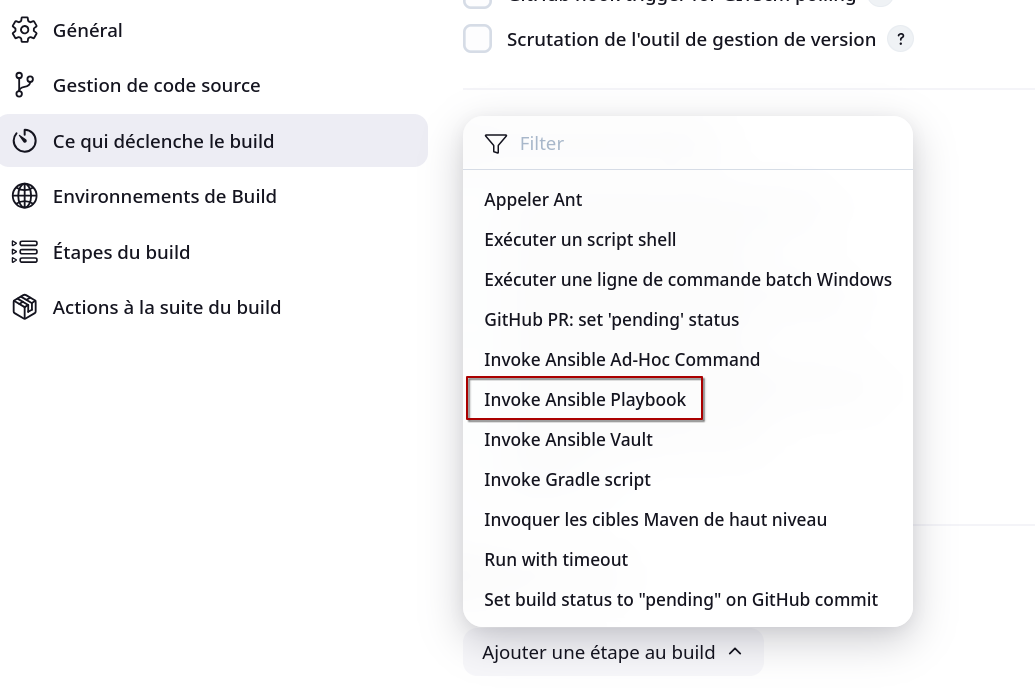 Général
Gestion de code source
Ce qui déclenche le build
Environnements de Build
Étapes du build
Actions à la suite du build
Scrutation de l'outil de gestion de version ?
Filter
Appeler Ant
Exécuter un script shell
Exécuter une ligne de commande batch Windows
GitHub PR: set 'pending' status
Invoke Ansible Ad-Hoc Command
Invoke Ansible Playbook
Invoke Ansible Vault
Invoke Gradle script
Invoquer les cibles Maven de haut niveau
Run with timeout
Set build status to "pending" on GitHub commit
Ajouter une étape au build